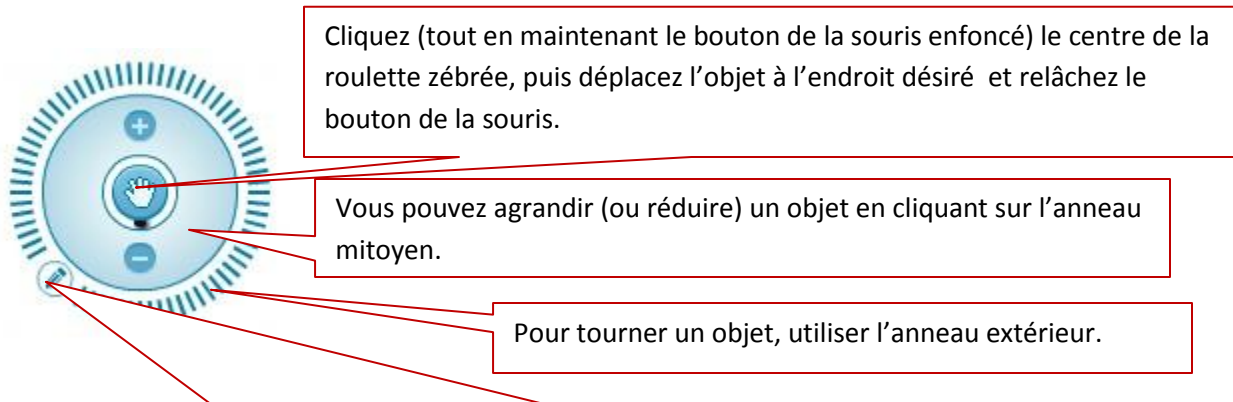 Cliquez (tout en maintenant le bouton de la souris enfoncé) le centre de la
roulette zébrée, puis déplacez l’objet à l’endroit désiré  et relâchez le
bouton de la souris.
Vous pouvez agrandir (ou réduire) un objet en cliquant sur l’anneau
mitoyen.
Pour tourner un objet, utiliser l’anneau extérieur.